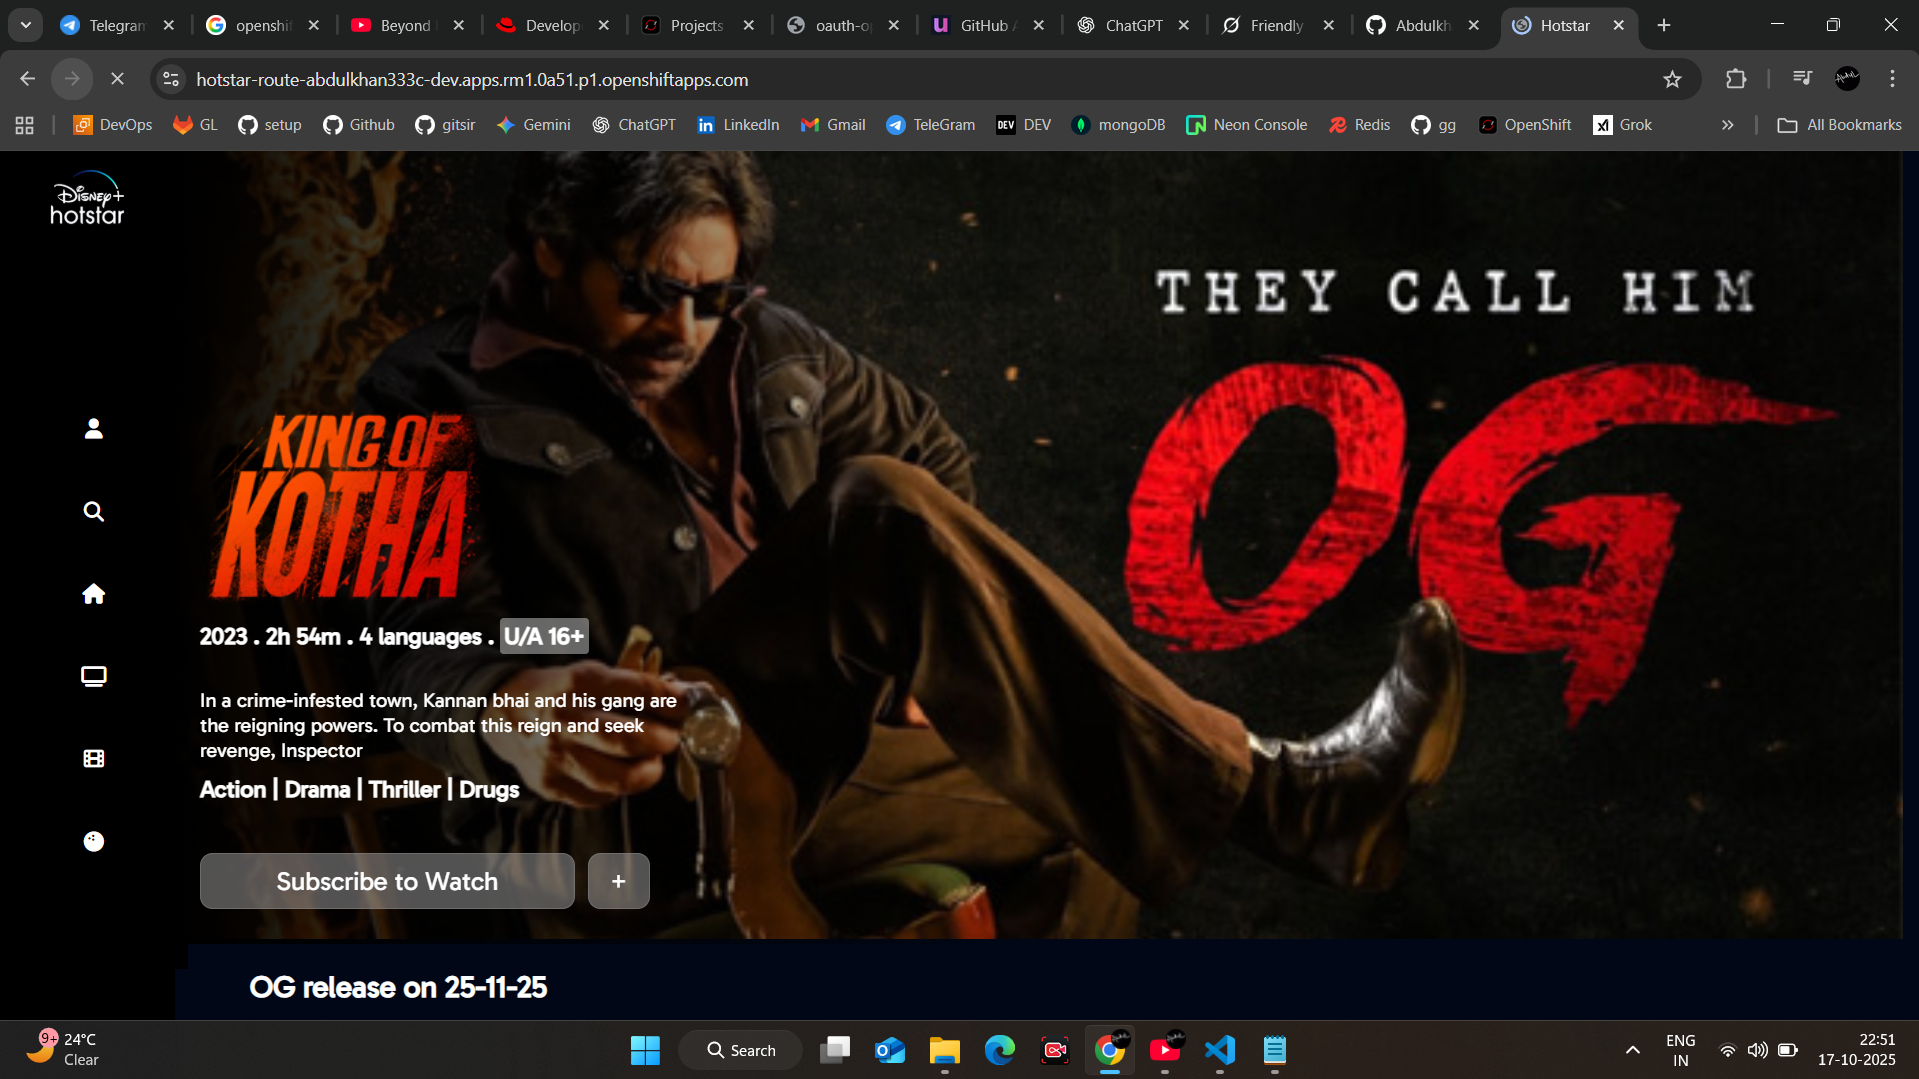 Telegram
openshif
Beyond
Develop
Projects
oauth-o
GitHub A
ChatGPT
Friendly
Abdulkh
Hotstar
hotstar-route-abdulkhan333c-dev.apps.rm1.0a51.p1.openshiftapps.com
DevOps
GL
setup
Github
gitsir
Gemini
ChatGPT
LinkedIn
Gmail
TeleGram
DEV
DEV
mongoDB
Neon Console
Redis
gg
OpenShift
Grok
All Bookmarks
Disney+
hotstar
THEY CALL HIM
OG
KING OF
KOTHA
2023 . 2h 54m . 4 languages . U/A 16+
In a crime-infested town, Kannan bhai and his gang are
the reigning powers. To combat this reign and seek
revenge, Inspector
Action | Drama | Thriller | Drugs
Subscribe to Watch
+
OG release on 25-11-25
9+
24°C
Clear
Search
ENG
IN
22:51
17-10-2025